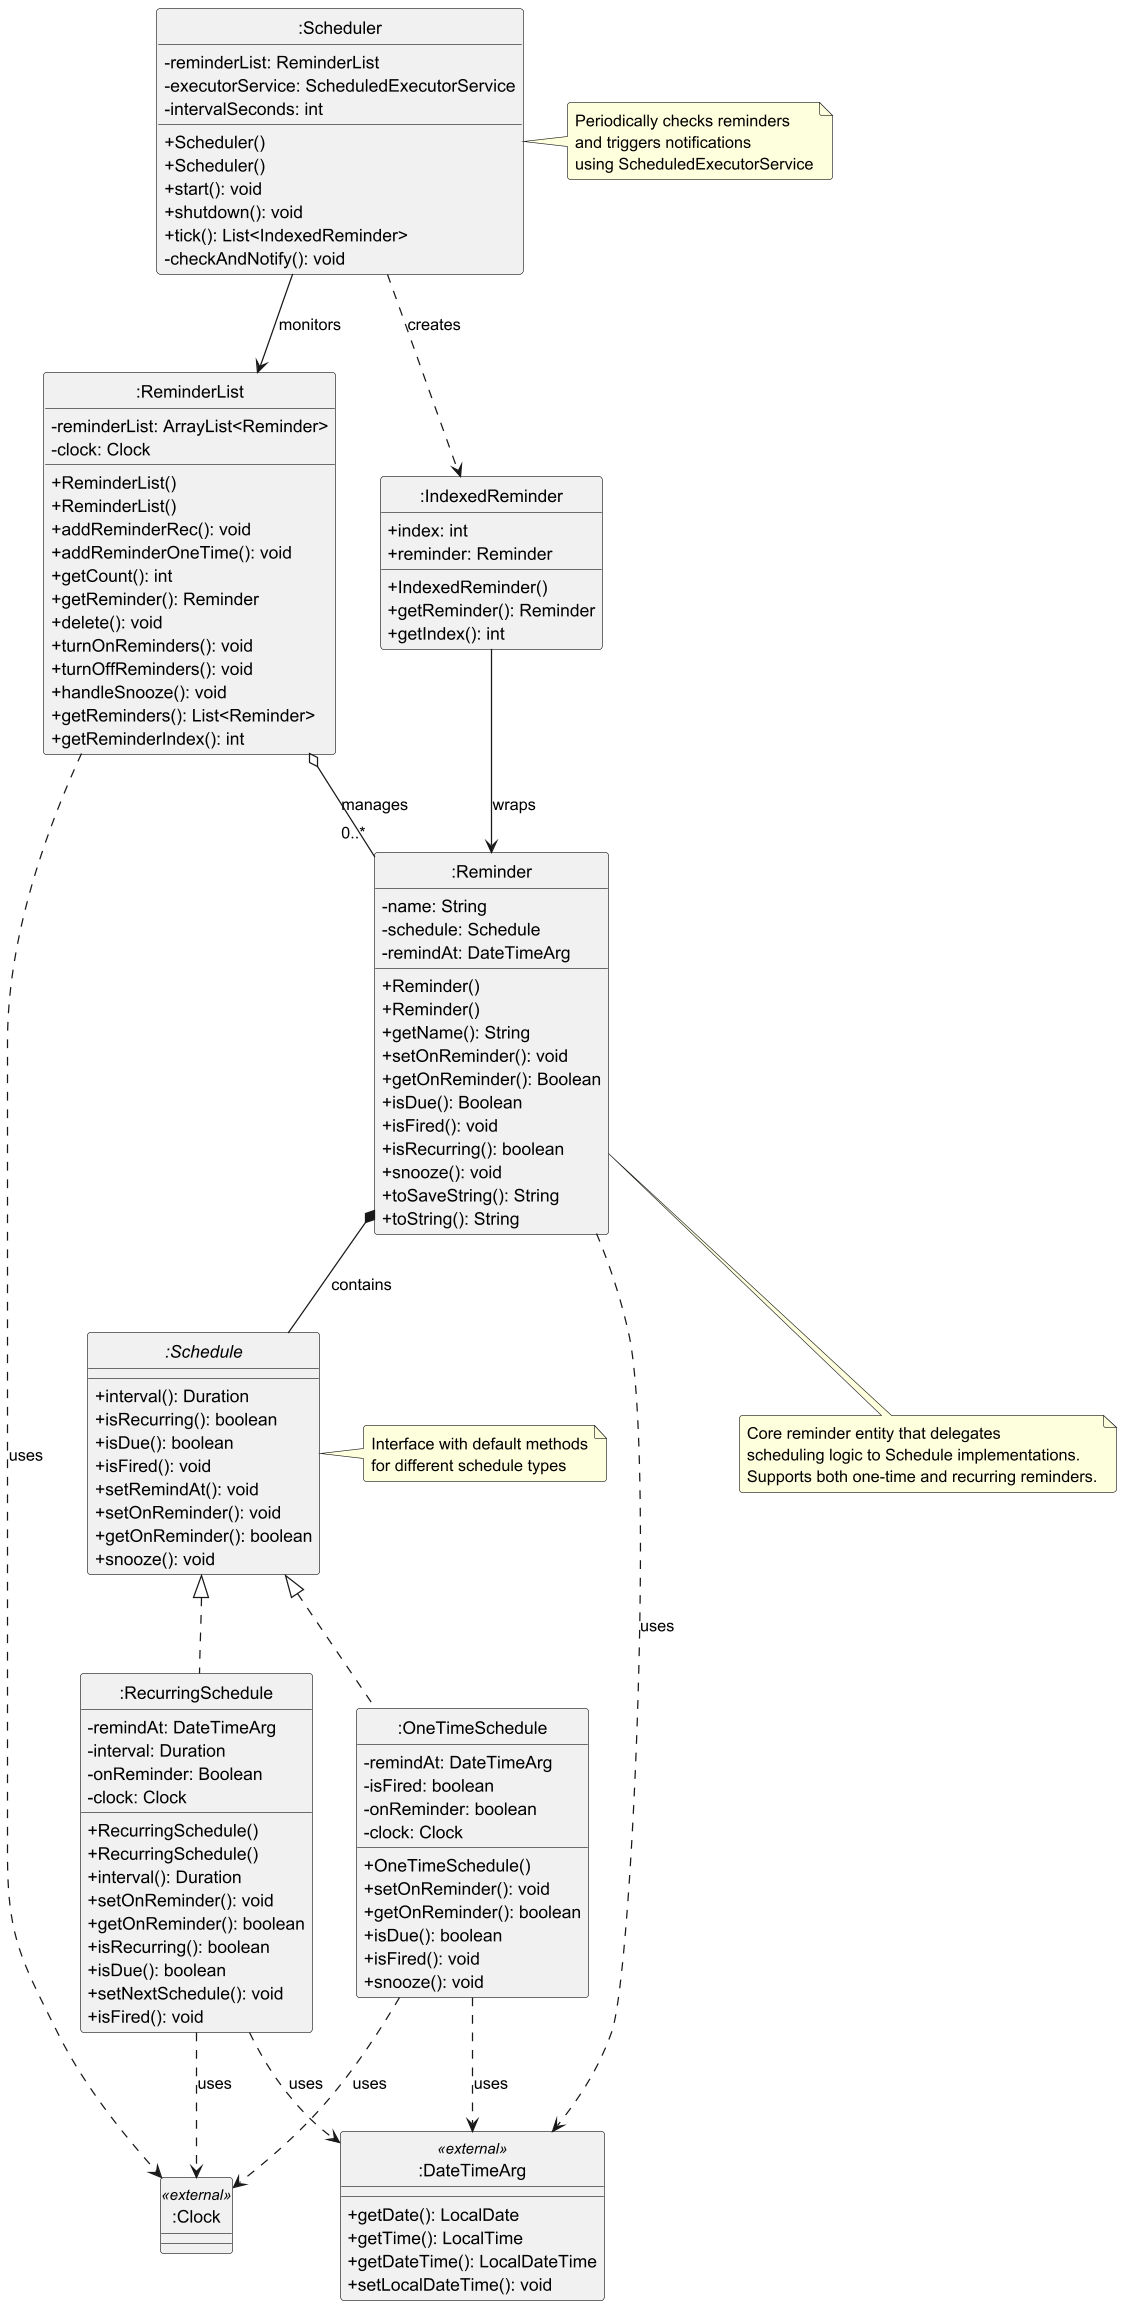 :Scheduler
-reminderList: ReminderList
-executorService: ScheduledExecutorService
-intervalSeconds: int
+Scheduler()
+Scheduler()
+start(): void
+shutdown(): void
+tick(): List<IndexedReminder>
-checkAndNotify(): void
Periodically checks reminders
and triggers notifications
using ScheduledExecutorService
monitors
creates
:ReminderList
-reminderList: ArrayList<Reminder>
-clock: Clock
+ReminderList()
+ReminderList()
+addReminderRec(): void
+addReminderOneTime(): void
+getCount(): int
+getReminder(): Reminder
+delete(): void
+turnOnReminders(): void
+turnOffReminders(): void
+handleSnooze(): void
+getReminders(): List<Reminder>
+getReminderIndex(): int
:IndexedReminder
+index: int
+reminder: Reminder
+IndexedReminder()
+getReminder(): Reminder
+getIndex(): int
manages
0..*
wraps
:Reminder
-name: String
-schedule: Schedule
-remindAt: DateTimeArg
+Reminder()
+Reminder()
+getName(): String
+setOnReminder(): void
+getOnReminder(): Boolean
+isDue(): Boolean
+isFired(): void
+isRecurring(): boolean
+snooze(): void
+toSaveString(): String
+toString(): String
contains
:Schedule
+interval(): Duration
+isRecurring(): boolean
+isDue(): boolean
+isFired(): void
+setRemindAt(): void
+setOnReminder(): void
+getOnReminder(): boolean
+snooze(): void
Interface with default methods
for different schedule types
Core reminder entity that delegates
scheduling logic to Schedule implementations.
Supports both one-time and recurring reminders.
uses
uses
:RecurringSchedule
-remindAt: DateTimeArg
-interval: Duration
-onReminder: Boolean
-clock: Clock
+RecurringSchedule()
+RecurringSchedule()
+interval(): Duration
+setOnReminder(): void
+getOnReminder(): boolean
+isRecurring(): boolean
+isDue(): boolean
+setNextSchedule(): void
+isFired(): void
:OneTimeSchedule
-remindAt: DateTimeArg
-isFired: boolean
-onReminder: boolean
-clock: Clock
+OneTimeSchedule()
+setOnReminder(): void
+getOnReminder(): boolean
+isDue(): boolean
+isFired(): void
+snooze(): void
uses
uses
uses
uses
«external»
:Clock
«external»
:DateTimeArg
+getDate(): LocalDate
+getTime(): LocalTime
+getDateTime(): LocalDateTime
+setLocalDateTime(): void